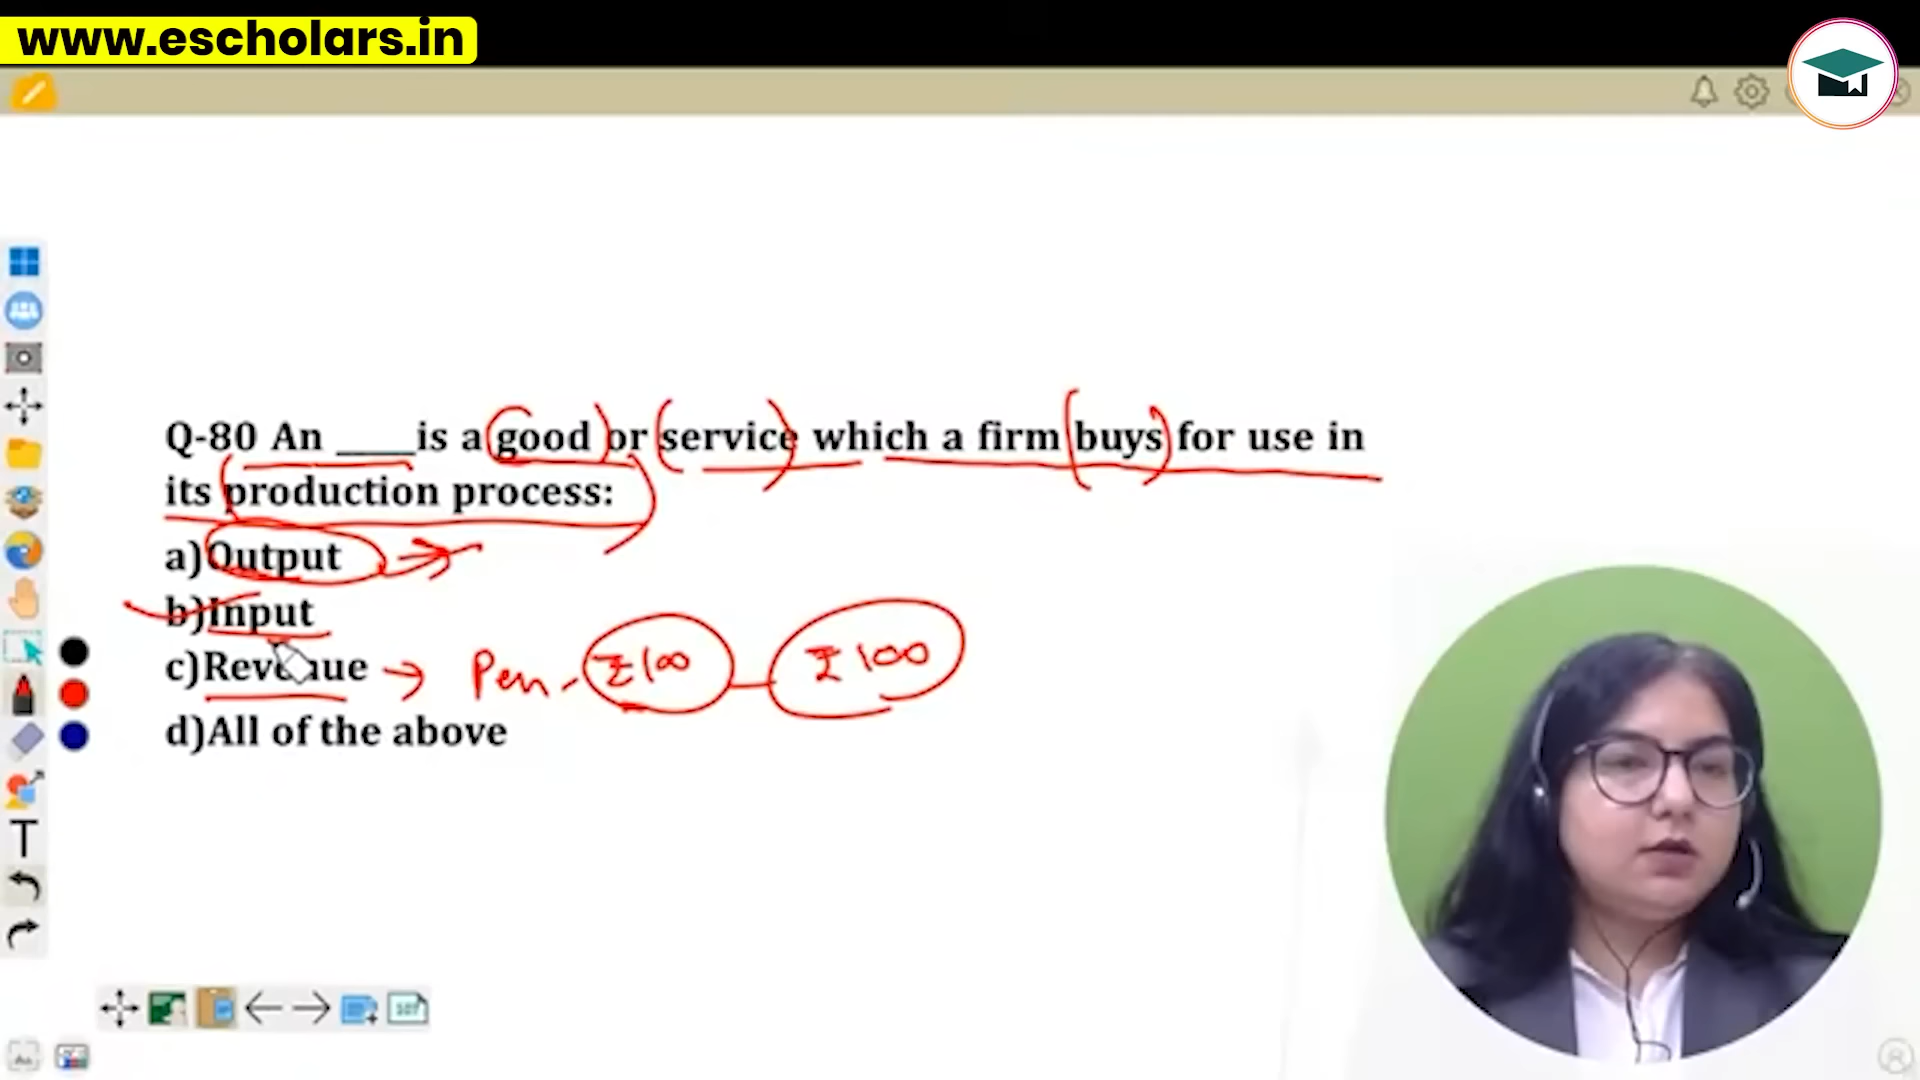 www.escholars.in
Q-80 An ____is a good or service which a firm buys for use in
its production process:
a)Output
b)Input
c)Revenue → Pen - ₹100 - ₹100
d)All of the above
T
107